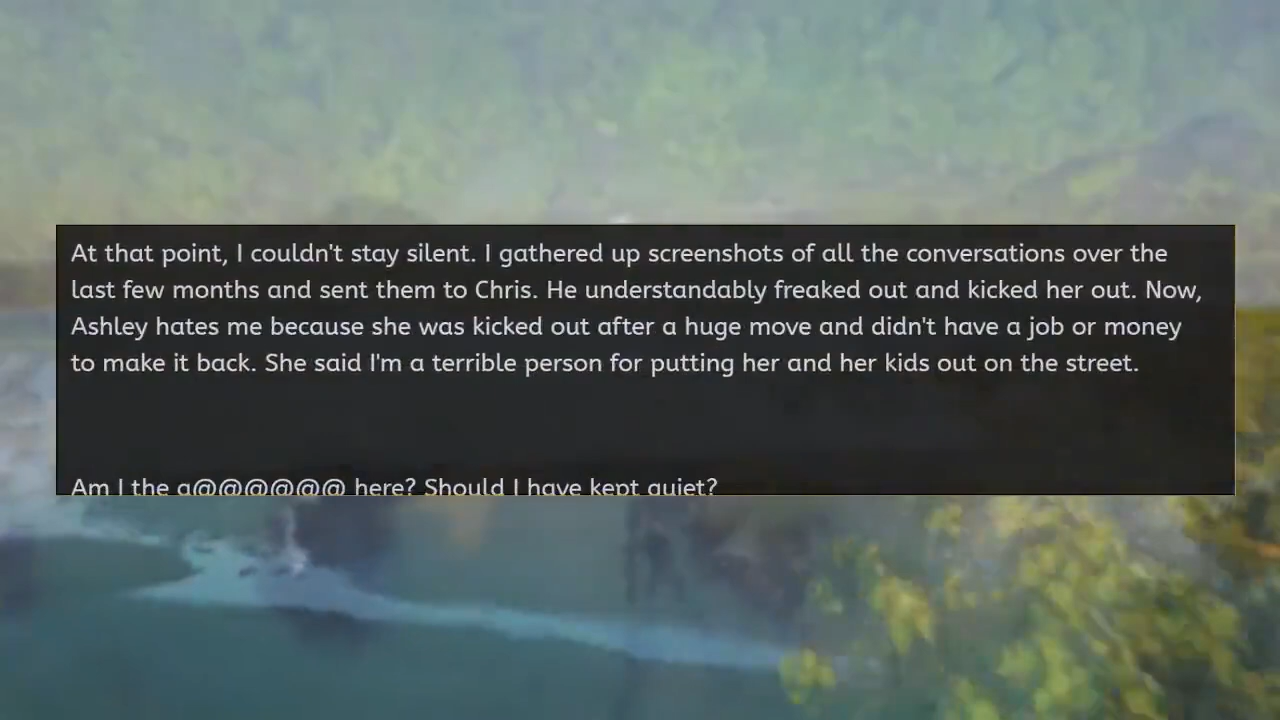 At that point, I couldn't stay silent. I gathered up screenshots of all the conversations over the
last few months and sent them to Chris. He understandably freaked out and kicked her out. Now,
Ashley hates me because she was kicked out after a huge move and didn't have a job or money
to make it back. She said I'm a terrible person for putting her and her kids out on the street.
Am I the a@@@@@@ here? Should I have kept quiet?